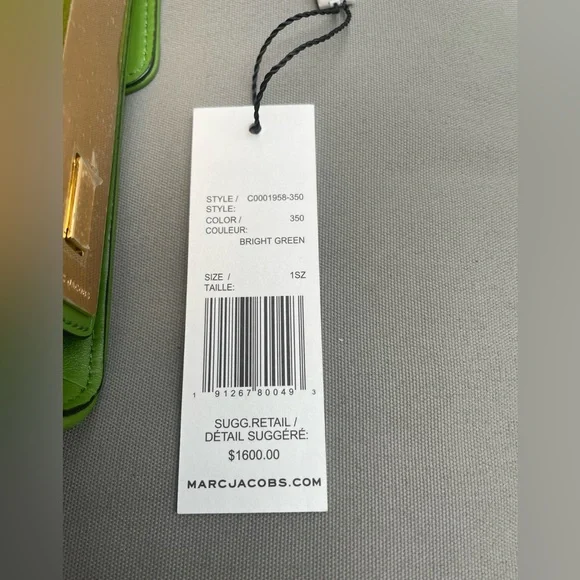 STYLE / C0001958-350
STYLE:
COLOR / 350
COULEUR:
BRIGHT GREEN
SIZE / 1SZ
TAILLE:
1 91267 80049 3
SUGG.RETAIL /
DÉTAIL SUGGÉRÉ:
$1600.00
MARCJACOBS.COM
JACOBS